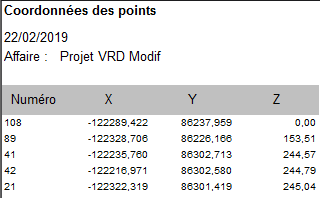 Coordonnées des points
22/02/2019
Affaire : Projet VRD Modif
Numéro X Y Z
108 -122289,422 86237,959 0,00
89 -122328,706 86226,166 153,51
41 -122235,760 86302,713 244,57
42 -122216,971 86302,580 244,79
21 -122322,319 86301,419 245,04